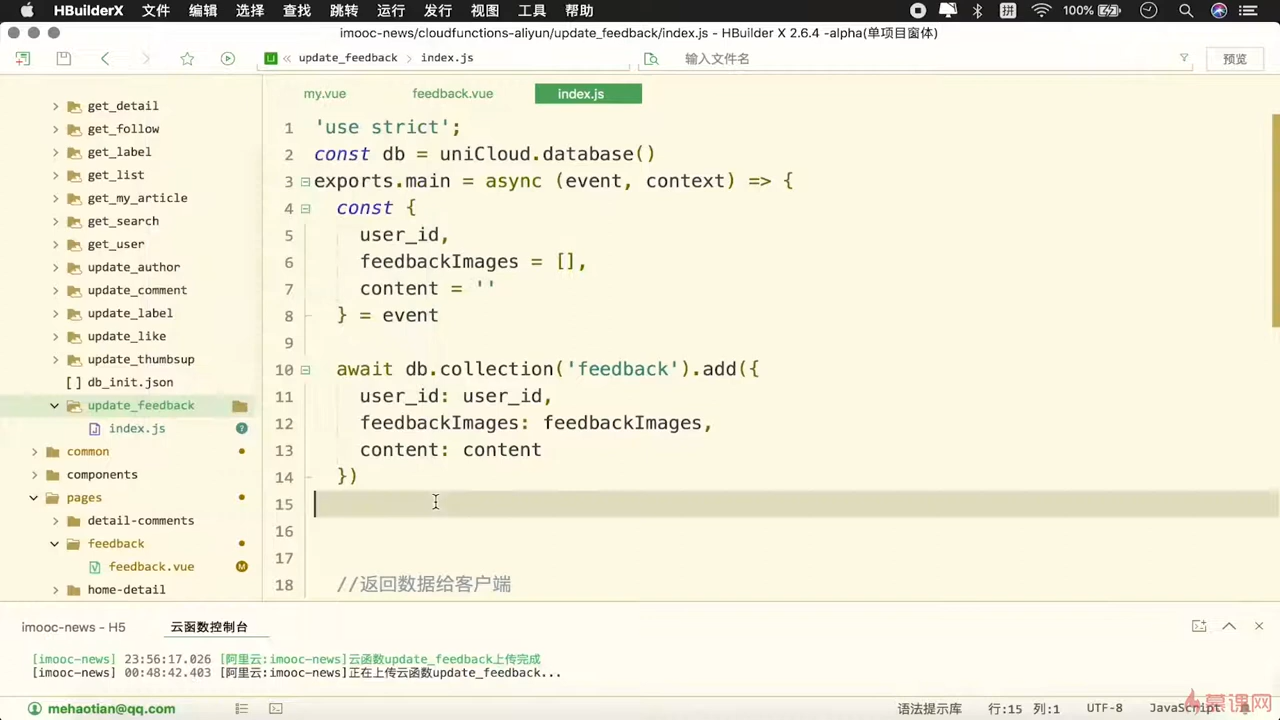 HBuilderX 文件 编辑 选择 查找 跳转 运行 发行 视图 工具 帮助 拼 100%
imooc-news/cloudfunctions-aliyun/update_feedback/index.js - HBuilder X 2.6.4 -alpha(单项目窗体)
« update_feedback > index.js 输入文件名 预览
get_detail
get_follow
get_label
get_list
get_my_article
get_search
get_user
update_author
update_comment
update_label
update_like
update_thumbsup
[ ] db_init.json
update_feedback
index.js 7
common
components
pages
detail-comments
feedback
feedback.vue M
home-detail
my.vue feedback.vue index.js
1 'use strict';
2 const db = uniCloud.database()
3 exports.main = async (event, context) => {
4 const {
5 user_id,
6 feedbackImages = [],
7 content = ''
8 } = event
9
10 await db.collection('feedback').add({
11 user_id: user_id,
12 feedbackImages: feedbackImages,
13 content: content
14 })
15
16
17
18 //返回数据给客户端
imooc-news - H5 云函数控制台
[imooc-news] 23:56:17.026 [阿里云:imooc-news]云函数update_feedback上传完成
[imooc-news] 00:48:42.403 [阿里云:imooc-news]正在上传云函数update_feedback...
mehaotian@qq.com 语法提示库 行:15 列:1 UTF-8 JavaScript
慕课网